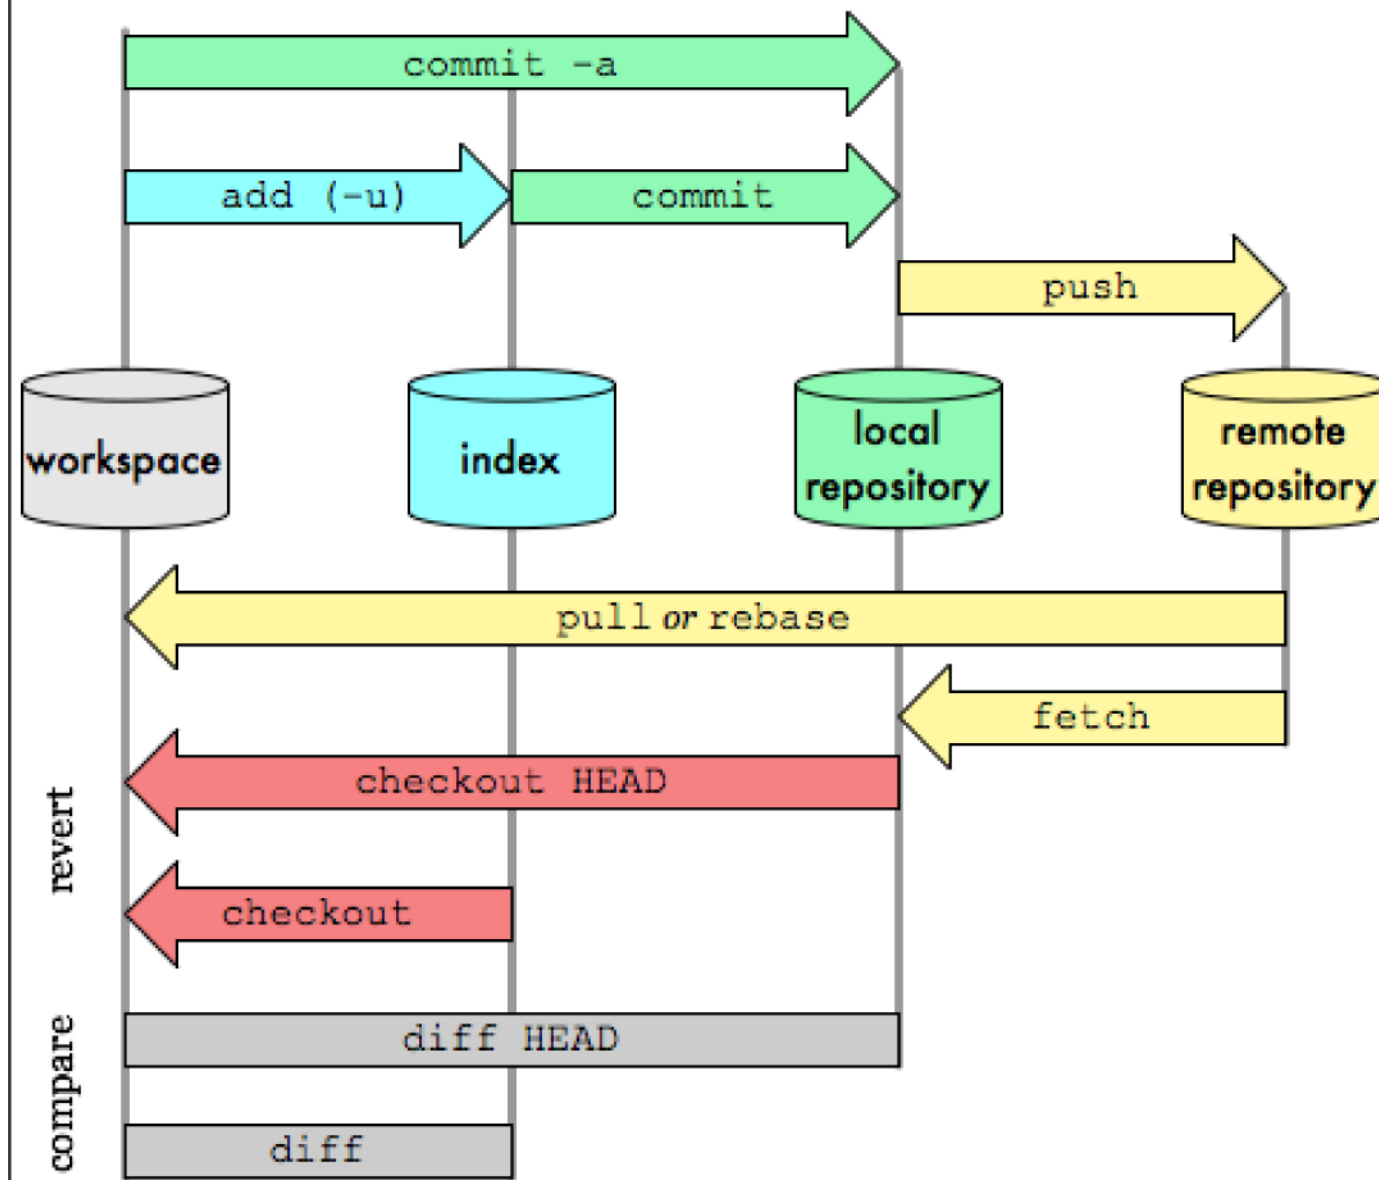 commit -a
add (-u)
commit
push
workspace
index
local
repository
remote
repository
pull or rebase
fetch
revert
checkout HEAD
checkout
compare
diff HEAD
diff